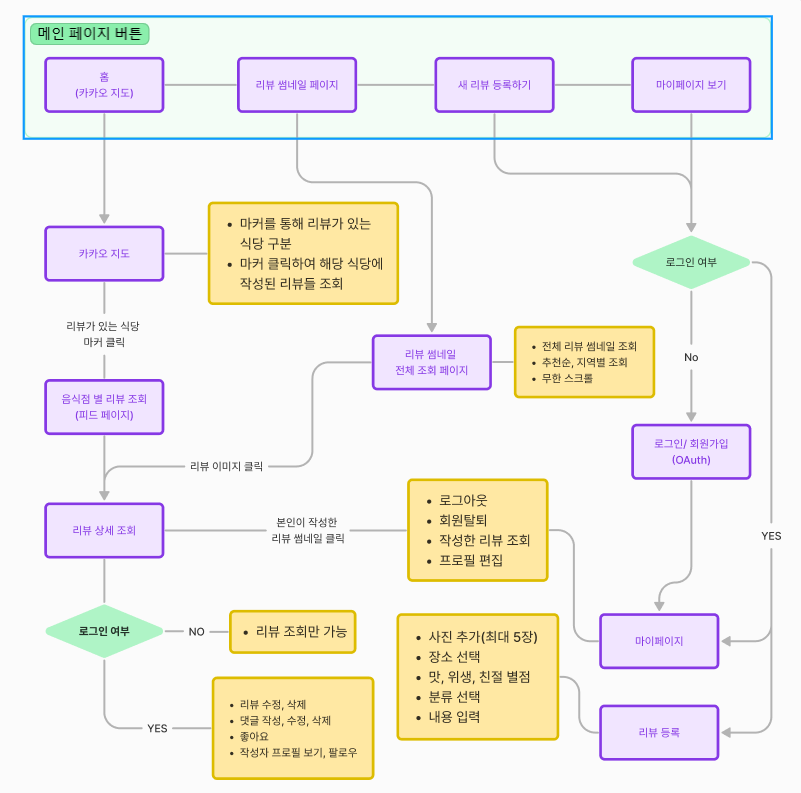 메인 페이지 버튼
홈
(카카오 지도)
리뷰 썸네일 페이지
새 리뷰 등록하기
마이페이지 보기
카카오 지도
• 마커를 통해 리뷰가 있는
식당 구분
• 마커 클릭하여 해당 식당에
작성된 리뷰들 조회
로그인 여부
리뷰가 있는 식당
마커 클릭
리뷰 썸네일
전체 조회 페이지
• 전체 리뷰 썸네일 조회
• 추천순, 지역별 조회
• 무한 스크롤
No
음식점 별 리뷰 조회
(피드 페이지)
로그인/ 회원가입
(OAuth)
리뷰 이미지 클릭
리뷰 상세 조회
본인이 작성한
리뷰 썸네일 클릭
• 로그아웃
• 회원탈퇴
• 작성한 리뷰 조회
• 프로필 편집
YES
로그인 여부
NO
• 리뷰 조회만 가능
• 사진 추가(최대 5장)
• 장소 선택
• 맛, 위생, 친절 별점
• 분류 선택
• 내용 입력
마이페이지
YES
• 리뷰 수정, 삭제
• 댓글 작성, 수정, 삭제
• 좋아요
• 작성자 프로필 보기, 팔로우
리뷰 등록